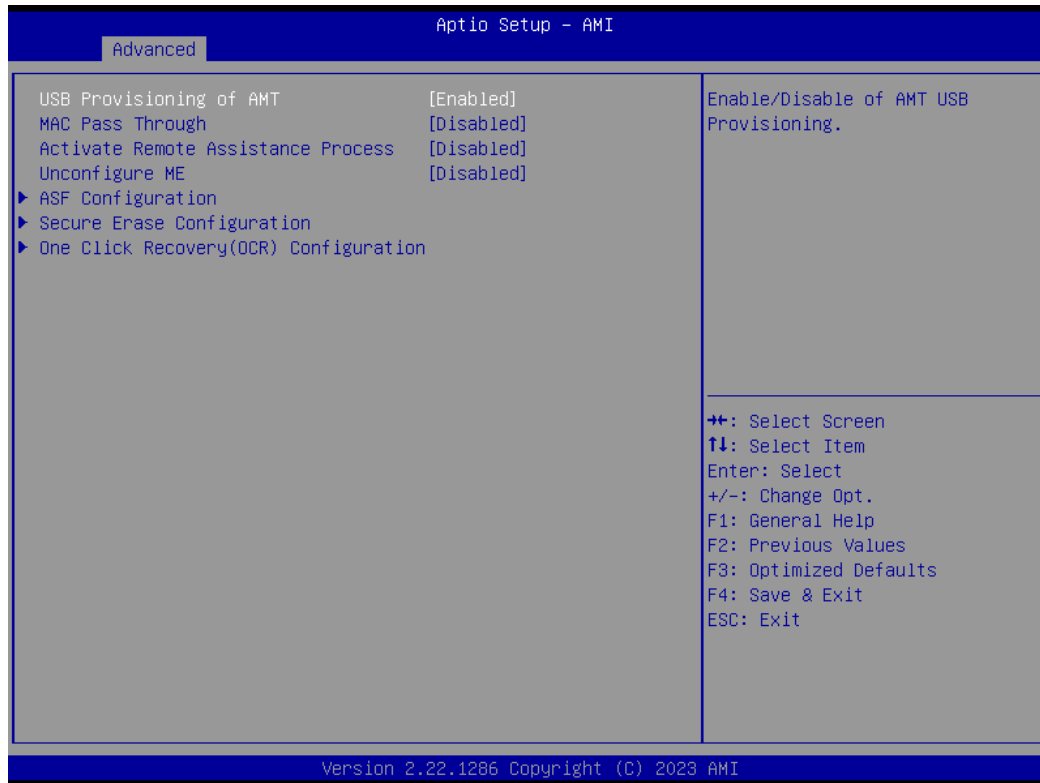 Aptio Setup – AMI
Advanced
USB Provisioning of AMT [Enabled]
MAC Pass Through [Disabled]
Activate Remote Assistance Process [Disabled]
Unconfigure ME [Disabled]
ASF Configuration
Secure Erase Configuration
One Click Recovery(OCR) Configuration
Enable/Disable of AMT USB
Provisioning.
→←: Select Screen
↑↓: Select Item
Enter: Select
+/-: Change Opt.
F1: General Help
F2: Previous Values
F3: Optimized Defaults
F4: Save & Exit
ESC: Exit
Version 2.22.1286 Copyright (C) 2023 AMI